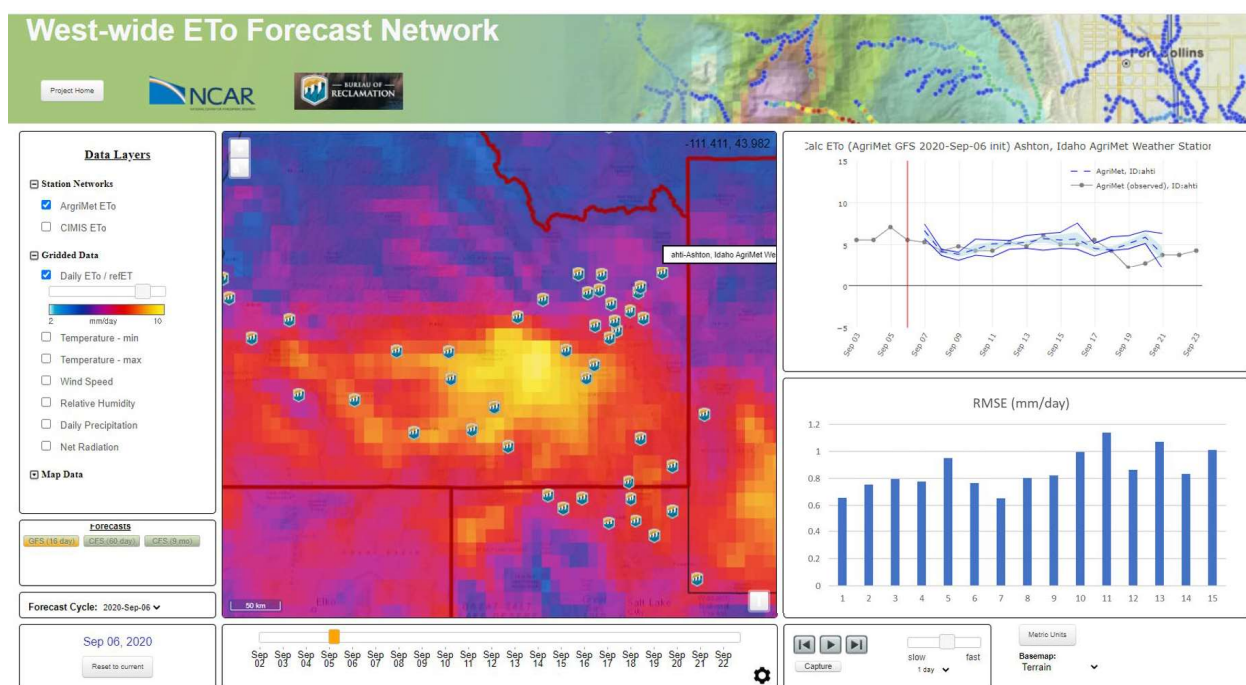 West-wide ETo Forecast Network
Project Home
NCAR
BUREAU OF
RECLAMATION
Fort Collins
Data Layers
Station Networks
ArgriMet ETo
CIMIS ETo
Gridded Data
Daily ETo / refET
2 mm/day 10
Temperature - min
Temperature - max
Wind Speed
Relative Humidity
Daily Precipitation
Net Radiation
Map Data
Forecasts
GFS (16 day) CFS (60 day) CFS (9 mo)
Forecast Cycle: 2020-Sep-06
Sep 06, 2020
Reset to current
-111.411, 43.982
ahti-Ashton, Idaho AgriMet We
50 km
Elko
Salt Lake
Sep 02 Sep 03 Sep 04 Sep 05 Sep 06 Sep 07 Sep 08 Sep 09 Sep 10 Sep 11 Sep 12 Sep 13 Sep 14 Sep 15 Sep 16 Sep 17 Sep 18 Sep 19 Sep 20 Sep 21 Sep 22
Calc ETo (AgriMet GFS 2020-Sep-06 init) Ashton, Idaho AgriMet Weather Station
AgriMet, ID:ahti
AgriMet (observed), ID:ahti
15
10
5
0
−5
Sep 03 Sep 05 Sep 07 Sep 09 Sep 11 Sep 13 Sep 15 Sep 17 Sep 19 Sep 21 Sep 23
RMSE (mm/day)
1.2
1
0.8
0.6
0.4
0.2
0
1 2 3 4 5 6 7 8 9 10 11 12 13 14 15
Capture
slow fast
1 day
Metric Units
Basemap:
Terrain